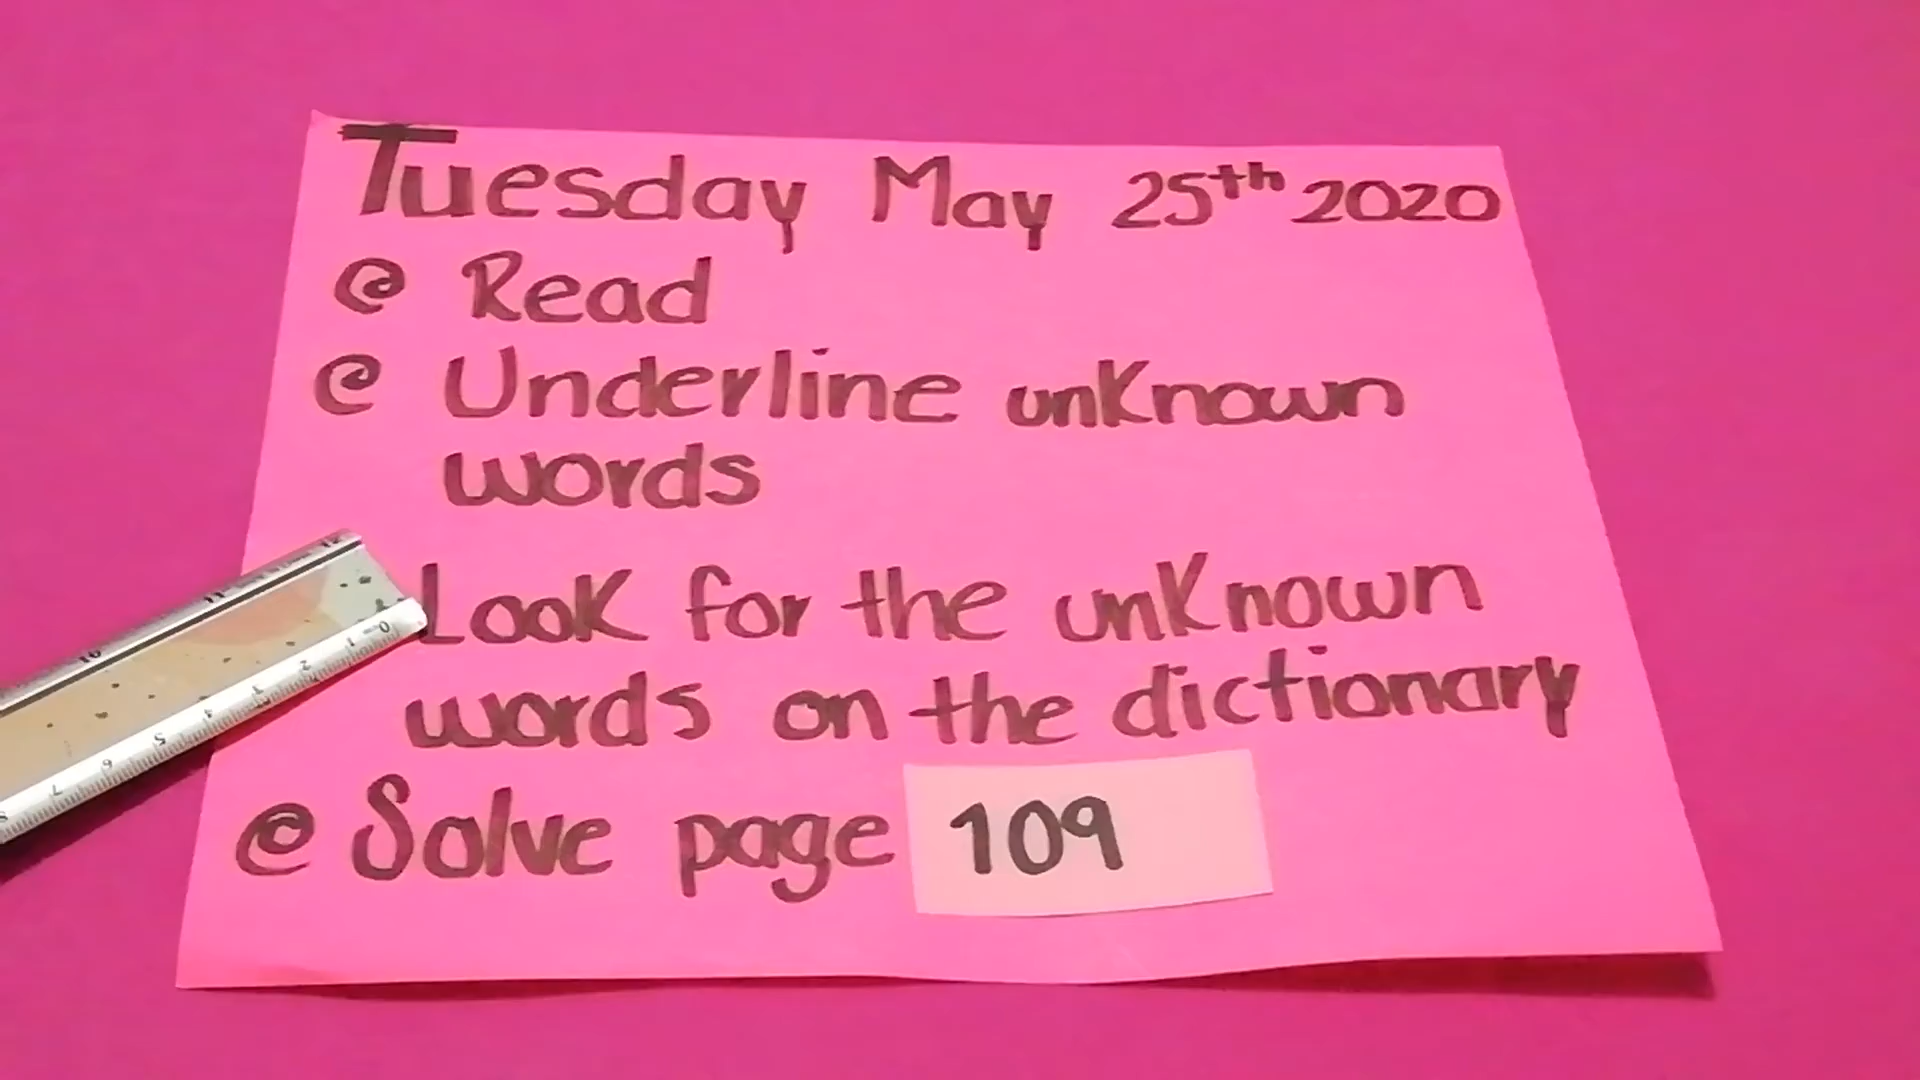 Tuesday May 25th 2020
@ Read
@ Underline unknown
words
Look for the unknown
words on the dictionary
@ Solve page 109